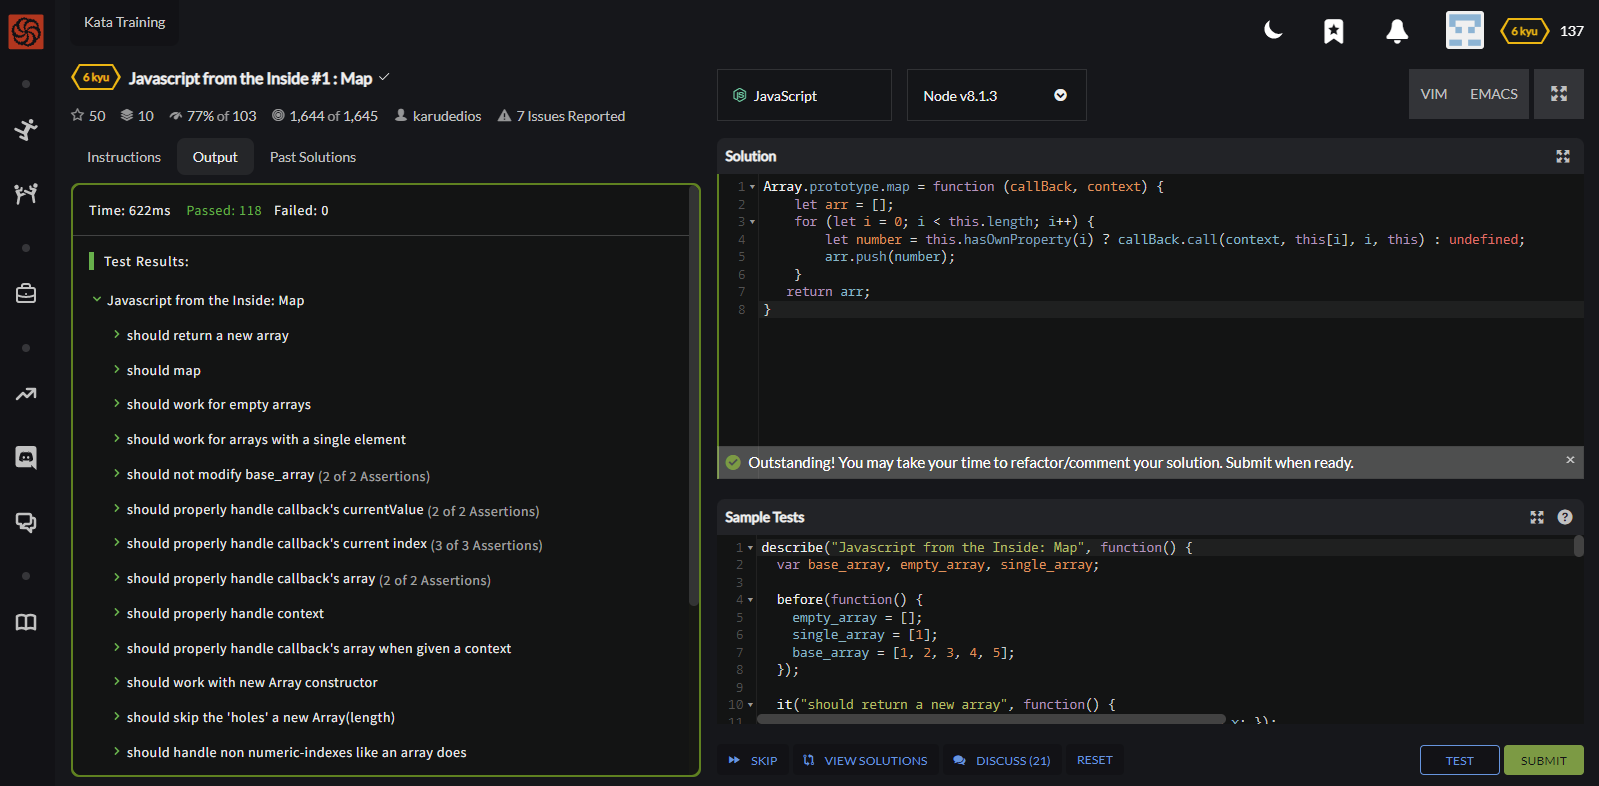 Kata Training
6 kyu
137
6 kyu Javascript from the Inside #1 : Map
50 10 77% of 103 1,644 of 1,645 karudedios 7 Issues Reported
Instructions Output Past Solutions
Time: 622ms Passed: 118 Failed: 0
Test Results:
Javascript from the Inside: Map
should return a new array
should map
should work for empty arrays
should work for arrays with a single element
should not modify base_array (2 of 2 Assertions)
should properly handle callback's currentValue (2 of 2 Assertions)
should properly handle callback's current index (3 of 3 Assertions)
should properly handle callback's array (2 of 2 Assertions)
should properly handle context
should properly handle callback's array when given a context
should work with new Array constructor
should skip the 'holes' a new Array(length)
should handle non numeric-indexes like an array does
JavaScript
Node v8.1.3
VIM EMACS
Solution
1 Array.prototype.map = function (callBack, context) {
2 let arr = [];
3 for (let i = 0; i < this.length; i++) {
4 let number = this.hasOwnProperty(i) ? callBack.call(context, this[i], i, this) : undefined;
5 arr.push(number);
6 }
7 return arr;
8 }
Outstanding! You may take your time to refactor/comment your solution. Submit when ready.
Sample Tests
1 describe("Javascript from the Inside: Map", function() {
2 var base_array, empty_array, single_array;
3
4 before(function() {
5 empty_array = [];
6 single_array = [1];
7 base_array = [1, 2, 3, 4, 5];
8 });
9
10 it("should return a new array", function() {
11 });
SKIP VIEW SOLUTIONS DISCUSS (21) RESET
TEST SUBMIT